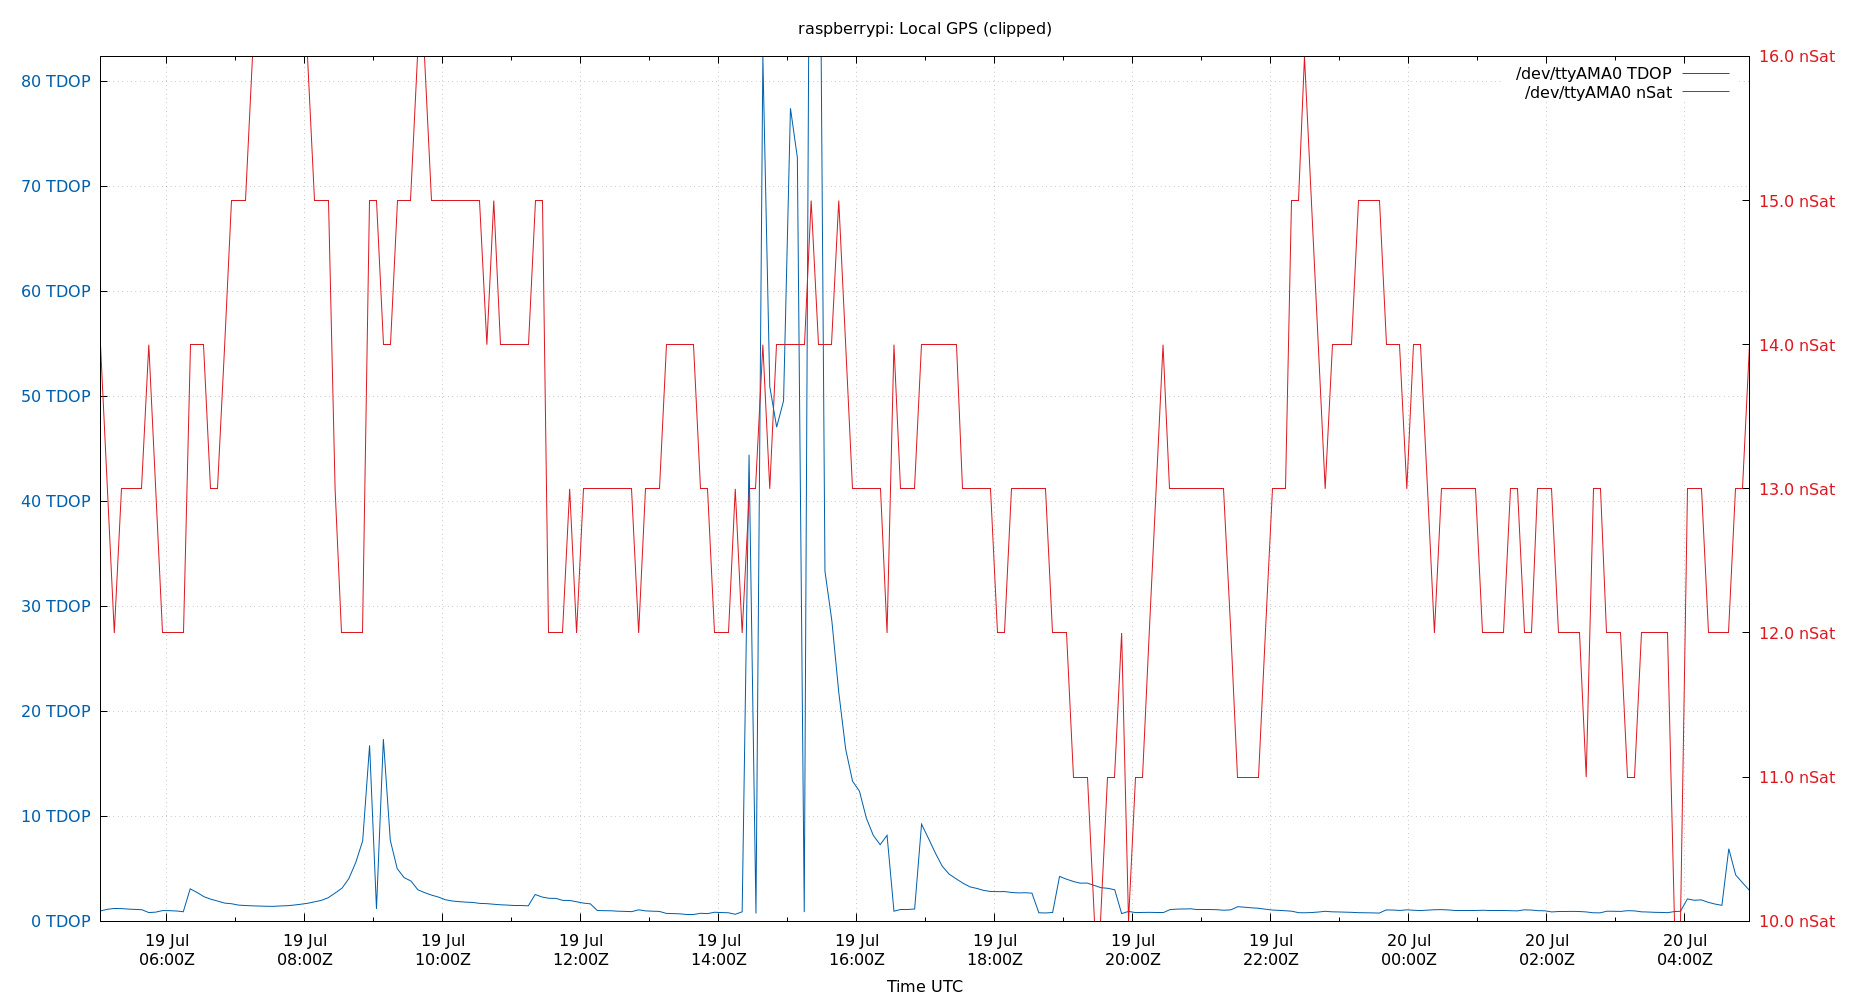 raspberrypi: Local GPS (clipped)
/dev/ttyAMA0 TDOP
/dev/ttyAMA0 nSat
80 TDOP
70 TDOP
60 TDOP
50 TDOP
40 TDOP
30 TDOP
20 TDOP
10 TDOP
0 TDOP
16.0 nSat
15.0 nSat
14.0 nSat
13.0 nSat
12.0 nSat
11.0 nSat
10.0 nSat
19 Jul
06:00Z
19 Jul
08:00Z
19 Jul
10:00Z
19 Jul
12:00Z
19 Jul
14:00Z
19 Jul
16:00Z
19 Jul
18:00Z
19 Jul
20:00Z
19 Jul
22:00Z
20 Jul
00:00Z
20 Jul
02:00Z
20 Jul
04:00Z
Time UTC